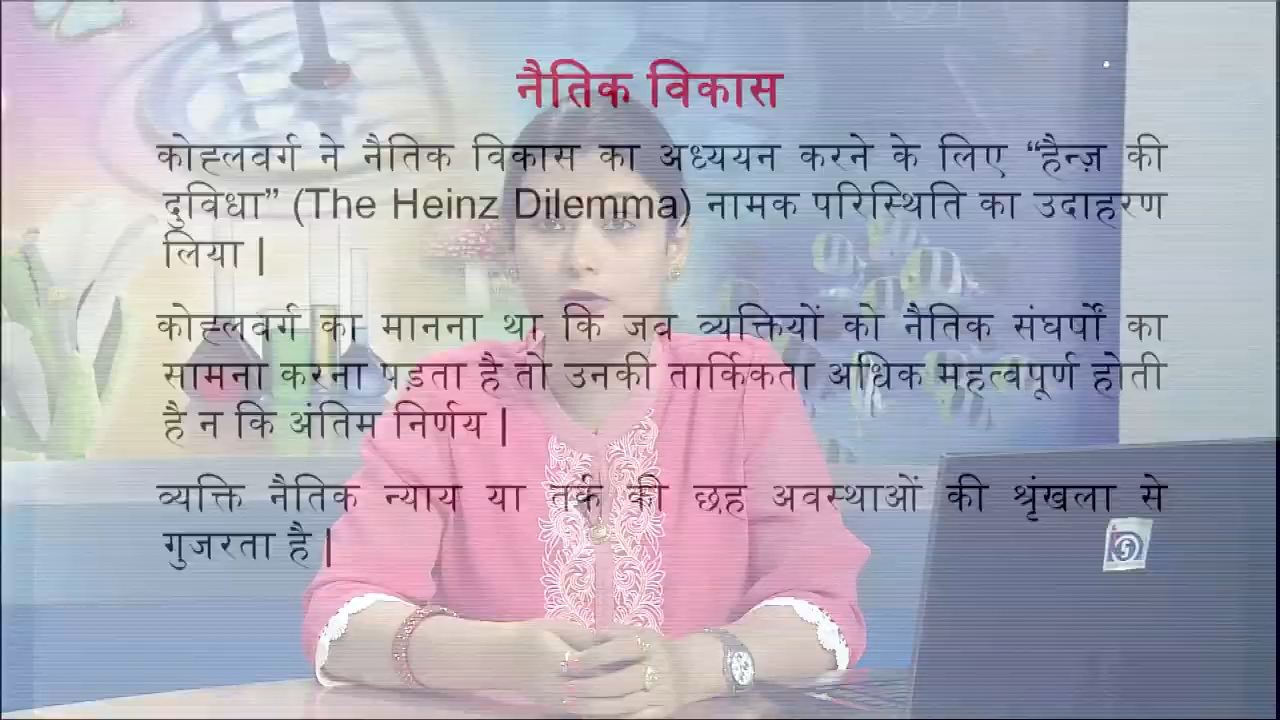 नैतिक विकास
कोह्लवर्ग ने नैतिक विकास का अध्ययन करने के लिए “हैन्ज़ की
दुविधा” (The Heinz Dilemma) नामक परिस्थिति का उदाहरण
लिया |
कोह्लवर्ग का मानना था कि जव व्यक्तियों को नैतिक संघर्षों का
सामना करना पड़ता है तो उनकी तार्किकता अधिक महत्वपूर्ण होती
है न कि अंतिम निर्णय |
व्यक्ति नैतिक न्याय या तर्क की छह अवस्थाओं की श्रृंखला से
गुजरता है |